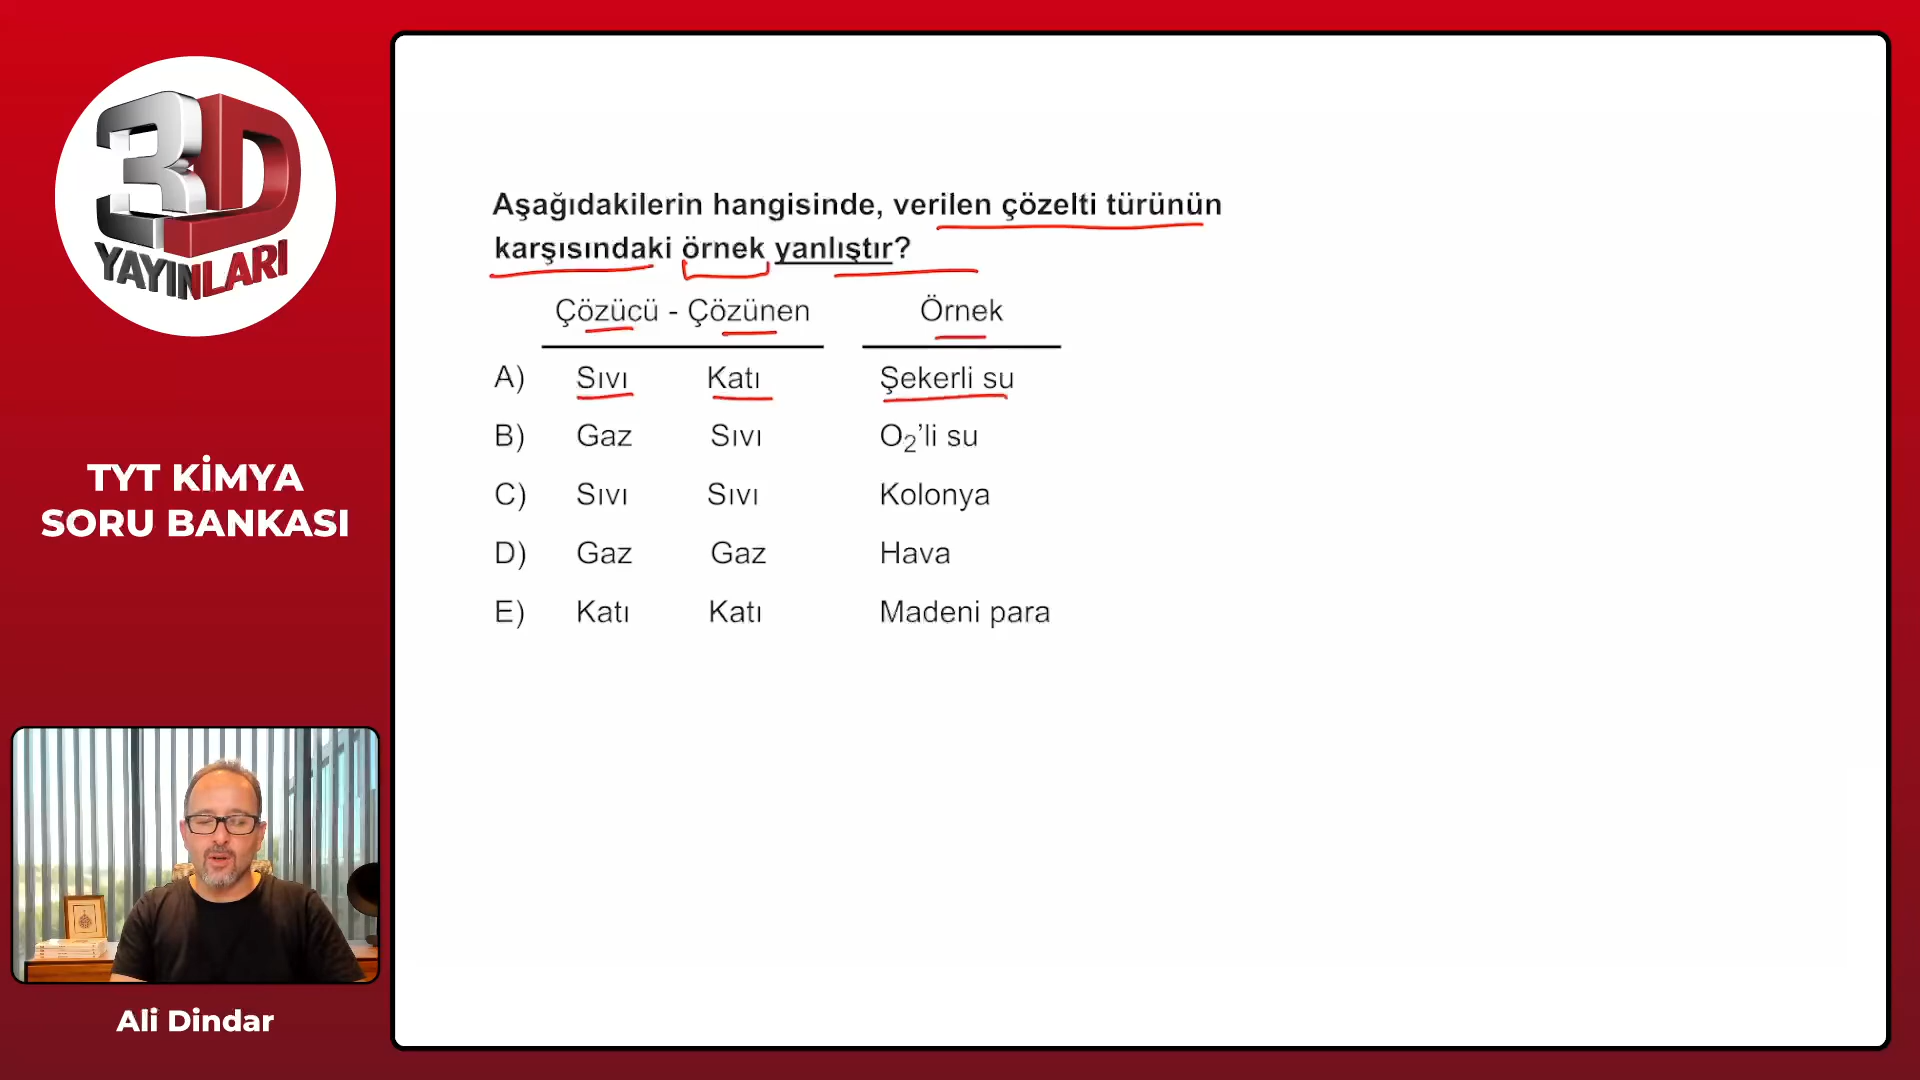 3D
YAYINLARI
TYT KİMYA
SORU BANKASI
Ali Dindar
Aşağıdakilerin hangisinde, verilen çözelti türünün
karşısındaki örnek yanlıştır?
Çözücü - Çözünen Örnek
A) Sıvı Katı Şekerli su
B) Gaz Sıvı O₂’li su
C) Sıvı Sıvı Kolonya
D) Gaz Gaz Hava
E) Katı Katı Madeni para